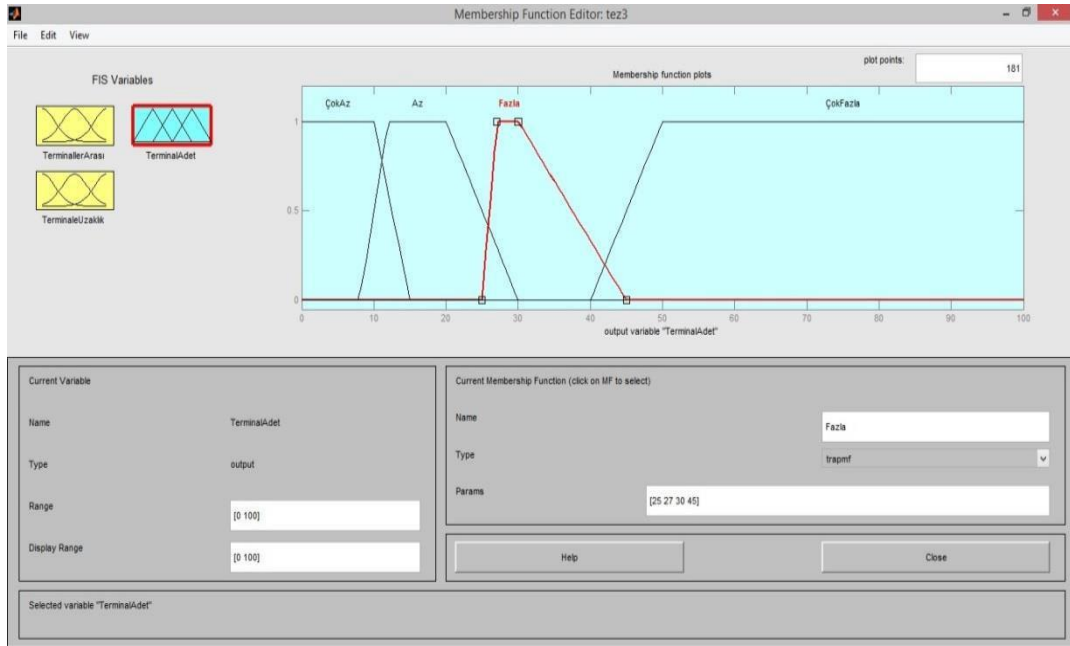 Membership Function Editor: tez3
File Edit View
FIS Variables
TerminallerArası
TerminalAdet
TerminaleUzaklik
plot points:
181
Membership function plots
ÇokAz
Az
Fazla
ÇokFazla
1
0.5
0
0 10 20 30 40 50 60 70 80 90 100
output variable "TerminalAdet"
Current Variable
Name TerminalAdet
Type output
Range [0 100]
Display Range [0 100]
Current Membership Function (click on MF to select)
Name Fazla
Type trapmf
Params [25 27 30 45]
Help Close
Selected variable "TerminalAdet"